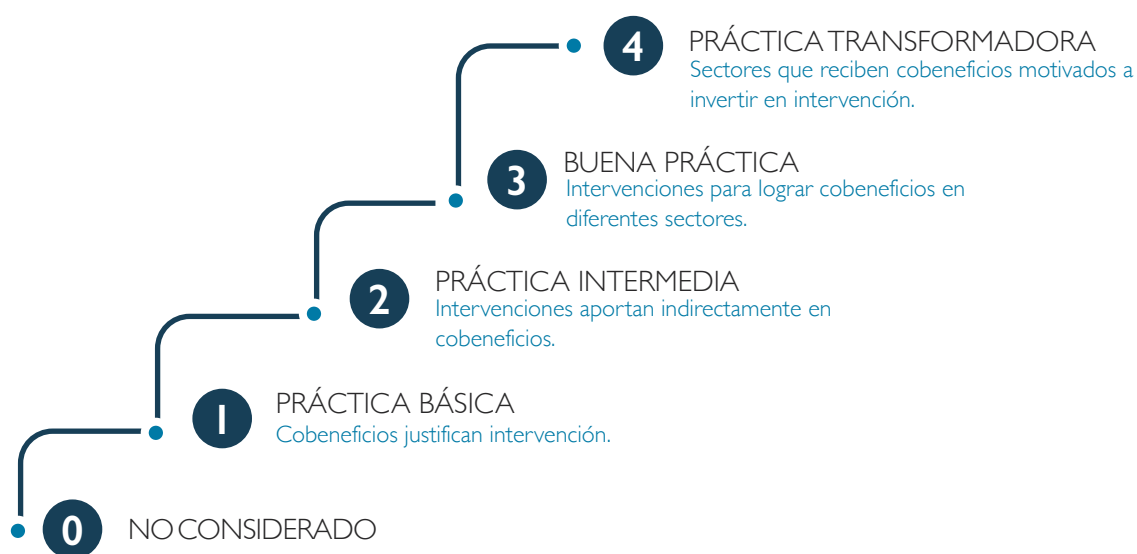 4
PRÁCTICA TRANSFORMADORA
Sectores que reciben cobeneficios motivados a
invertir en intervención.
3
BUENA PRÁCTICA
Intervenciones para lograr cobeneficios en
diferentes sectores.
2
PRÁCTICA INTERMEDIA
Intervenciones aportan indirectamente en
cobeneficios.
1
PRÁCTICA BÁSICA
Cobeneficios justifican intervención.
0
NO CONSIDERADO